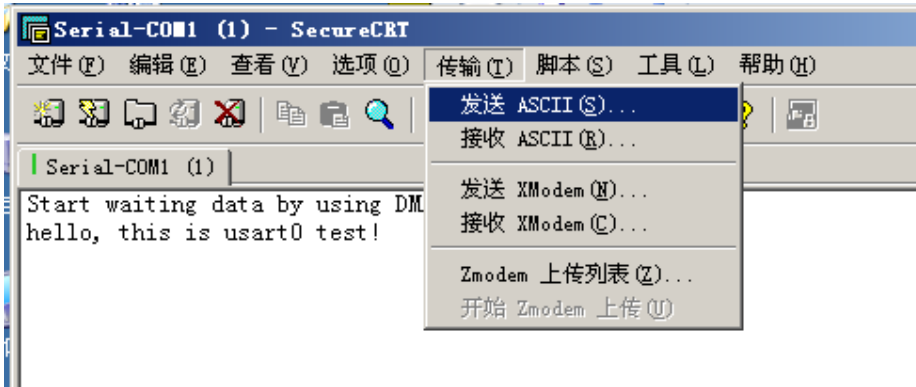 Serial-COM1 (1) - SecureCRT
文件(F) 编辑(E) 查看(V) 选项(O) 传输(T) 脚本(S) 工具(L) 帮助(H)
发送 ASCII(S)...
接收 ASCII(R)...
发送 XModem(N)...
接收 XModem(C)...
Zmodem 上传列表(Z)...
开始 Zmodem 上传(U)
Serial-COM1 (1)
Start waiting data by using DM
hello, this is usart0 test!